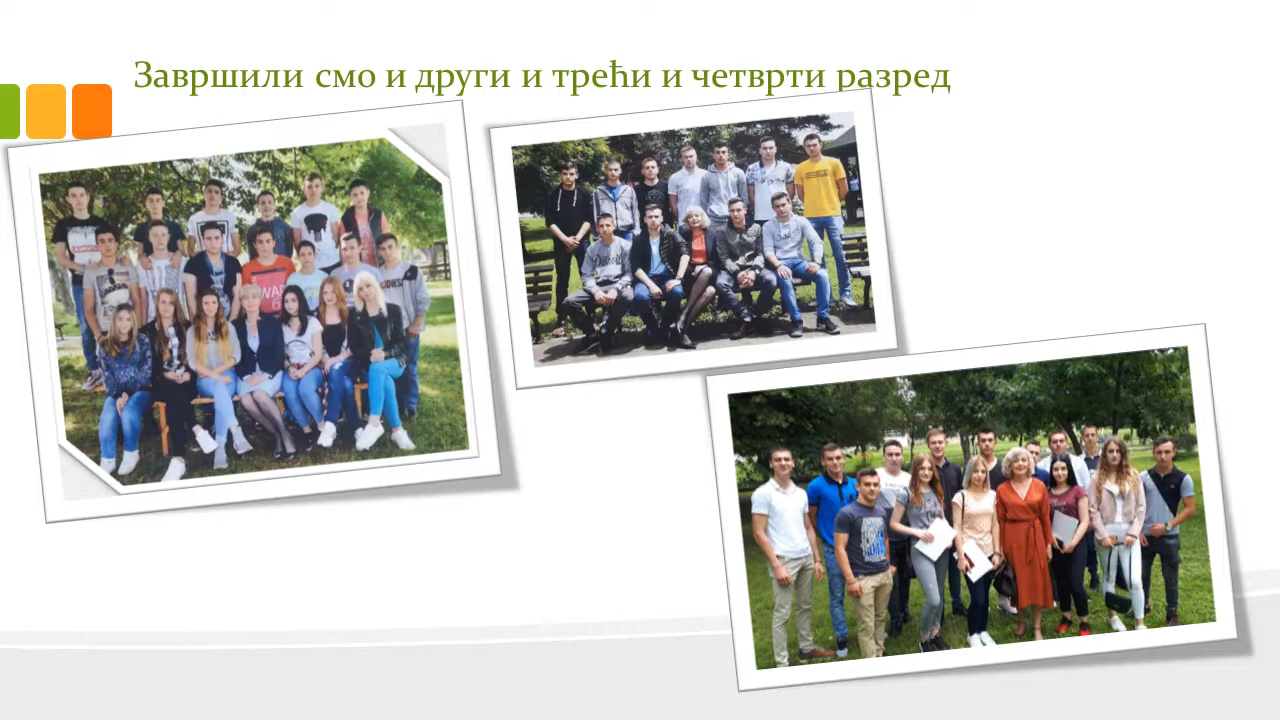 Завршили смо и други и трећи и четврти разред